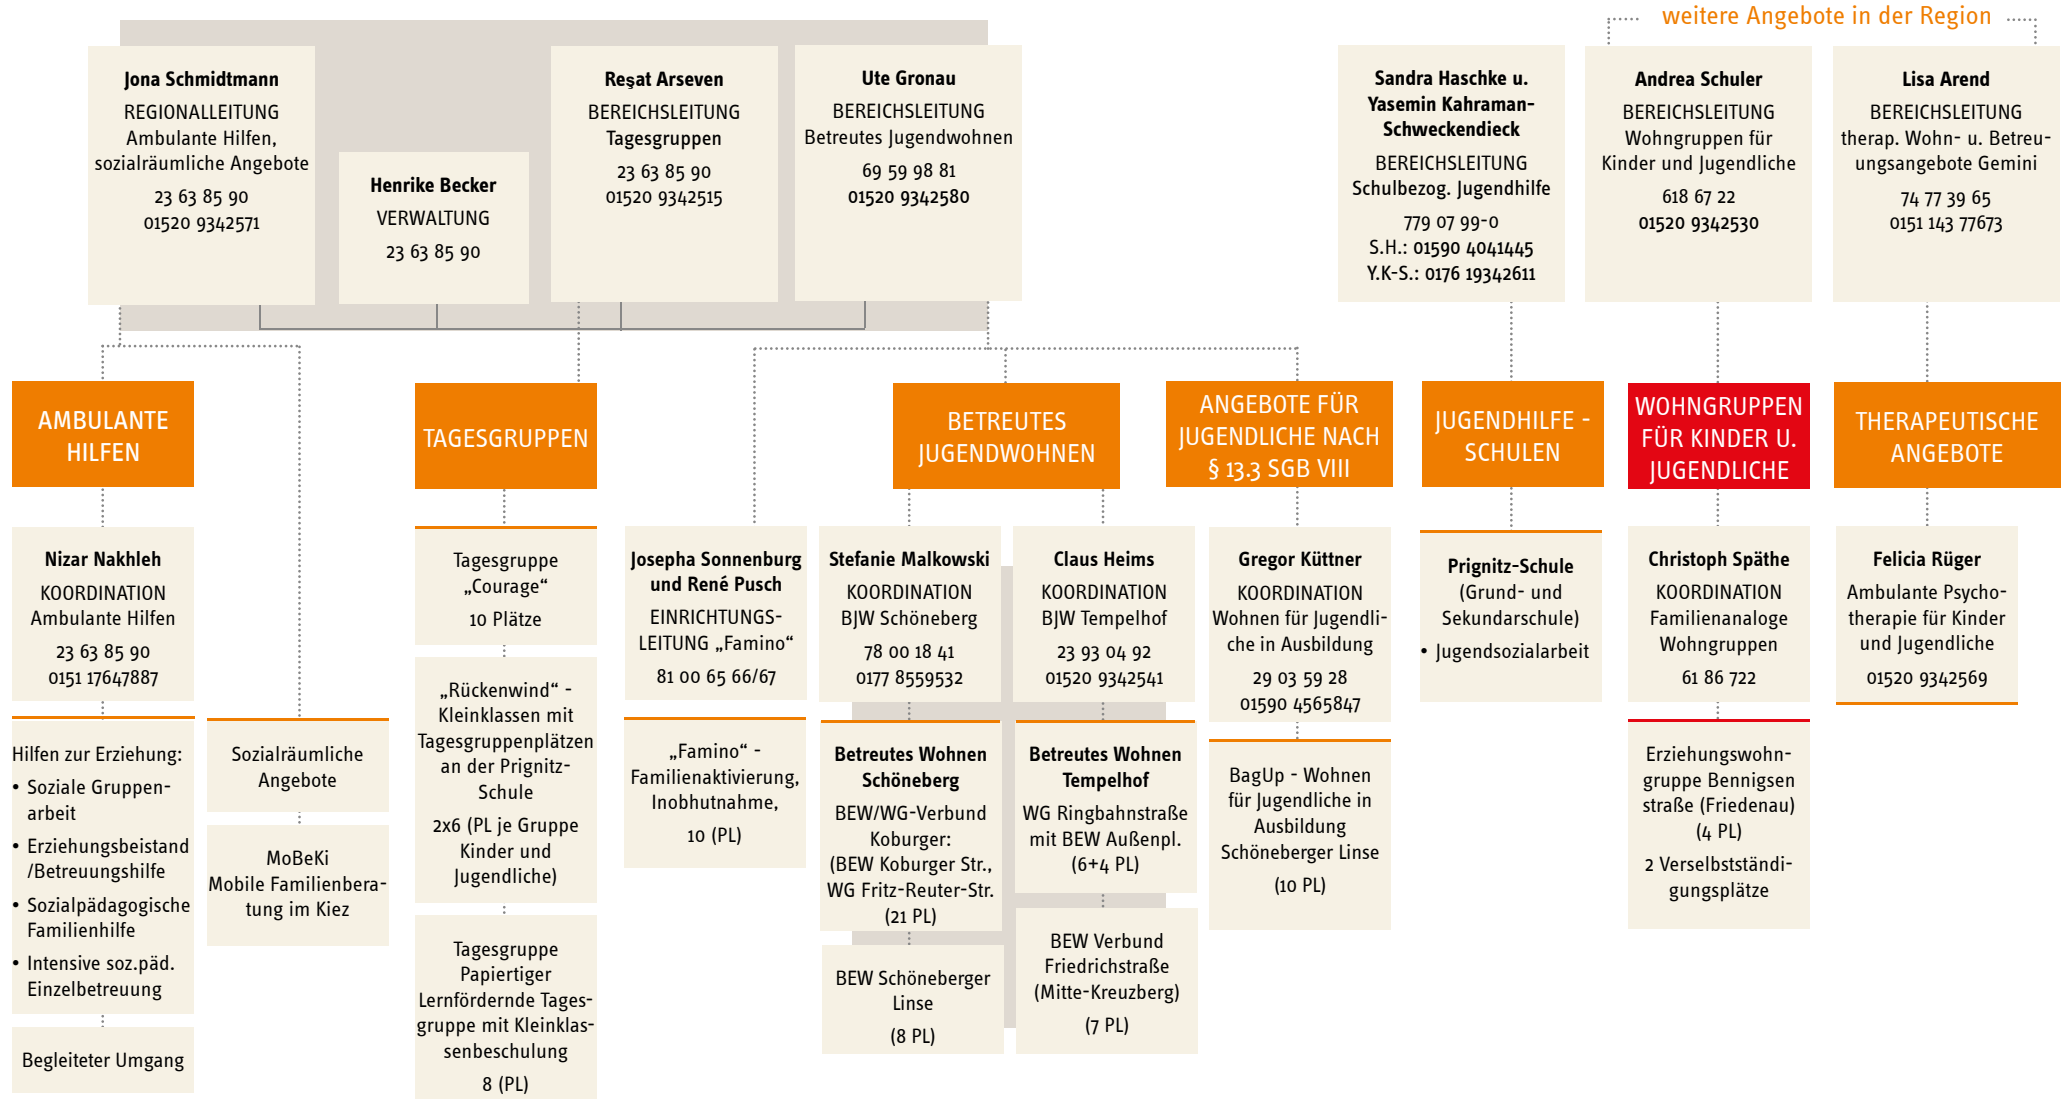 weitere Angebote in der Region
Jona Schmidtmann
REGIONALLEITUNG
Ambulante Hilfen,
sozialräumliche Angebote
23 63 85 90
01520 9342571
Henrike Becker
VERWALTUNG
23 63 85 90
Reşat Arseven
BEREICHSLEITUNG
Tagesgruppen
23 63 85 90
01520 9342515
Ute Gronau
BEREICHSLEITUNG
Betreutes Jugendwohnen
69 59 98 81
01520 9342580
Sandra Haschke u.
Yasemin Kahraman-
Schweckendieck
BEREICHSLEITUNG
Schulbezog. Jugendhilfe
779 07 99-0
S.H.: 01590 4041445
Y.K-S.: 0176 19342611
Andrea Schuler
BEREICHSLEITUNG
Wohngruppen für
Kinder und Jugendliche
618 67 22
01520 9342530
Lisa Arend
BEREICHSLEITUNG
therap. Wohn- u. Betreu-
ungsangebote Gemini
74 77 39 65
0151 143 77673
AMBULANTE
HILFEN
TAGESGRUPPEN
BETREUTES
JUGENDWOHNEN
ANGEBOTE FÜR
JUGENDLICHE NACH
§ 13.3 SGB VIII
JUGENDHILFE -
SCHULEN
WOHNGRUPPEN
FÜR KINDER U.
JUGENDLICHE
THERAPEUTISCHE
ANGEBOTE
Nizar Nakhleh
KOORDINATION
Ambulante Hilfen
23 63 85 90
0151 17647887
Hilfen zur Erziehung:
• Soziale Gruppen-
arbeit
• Erziehungsbeistand
/Betreuungshilfe
• Sozialpädagogische
Familienhilfe
• Intensive soz.päd.
Einzelbetreuung
Begleiteter Umgang
Sozialräumliche
Angebote
MoBeKi
Mobile Familienbera-
tung im Kiez
Tagesgruppe
„Courage“
10 Plätze
„Rückenwind“ -
Kleinklassen mit
Tagesgruppenplätzen
an der Prignitz-
Schule
2x6 (PL je Gruppe
Kinder und
Jugendliche)
Tagesgruppe
Papiertiger
Lernfördernde Tages-
gruppe mit Kleinklas-
senbeschulung
8 (PL)
Josepha Sonnenburg
und René Pusch
EINRICHTUNGS-
LEITUNG „Famino“
81 00 65 66/67
„Famino“ -
Familienaktivierung,
Inobhutnahme,
10 (PL)
Stefanie Malkowski
KOORDINATION
BJW Schöneberg
78 00 18 41
0177 8559532
Betreutes Wohnen
Schöneberg
BEW/WG-Verbund
Koburger:
(BEW Koburger Str.,
WG Fritz-Reuter-Str.
(21 PL)
BEW Schöneberger
Linse
(8 PL)
Claus Heims
KOORDINATION
BJW Tempelhof
23 93 04 92
01520 9342541
Betreutes Wohnen
Tempelhof
WG Ringbahnstraße
mit BEW Außenpl.
(6+4 PL)
BEW Verbund
Friedrichstraße
(Mitte-Kreuzberg)
(7 PL)
Gregor Küttner
KOORDINATION
Wohnen für Jugendli-
che in Ausbildung
29 03 59 28
01590 4565847
BagUp - Wohnen
für Jugendliche in
Ausbildung
Schöneberger Linse
(10 PL)
Prignitz-Schule
(Grund- und
Sekundarschule)
• Jugendsozialarbeit
Christoph Späthe
KOORDINATION
Familienanaloge
Wohngruppen
61 86 722
Erziehungswohn-
gruppe Bennigsen
straße (Friedenau)
(4 PL)
2 Verselbstständi-
gungsplätze
Felicia Rüger
Ambulante Psycho-
therapie für Kinder
und Jugendliche
01520 9342569